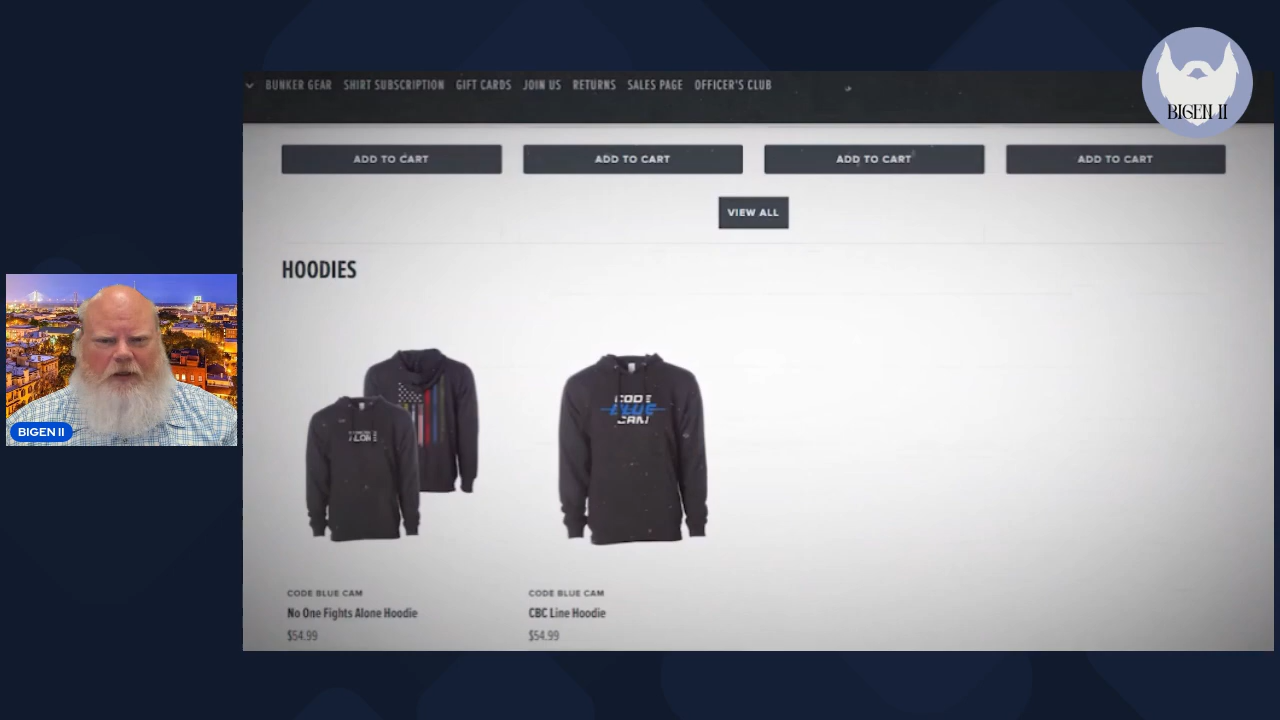 BUNKER GEAR SHIRT SUBSCRIPTION GIFT CARDS JOIN US RETURNS SALES PAGE OFFICER'S CLUB
BIGEN II
ADD TO CART ADD TO CART ADD TO CART ADD TO CART
VIEW ALL
HOODIES
CODE
BLUE
CAM
BIGEN II
CODE BLUE CAM
No One Fights Alone Hoodie
$54.99
CODE BLUE CAM
CBC Line Hoodie
$54.99